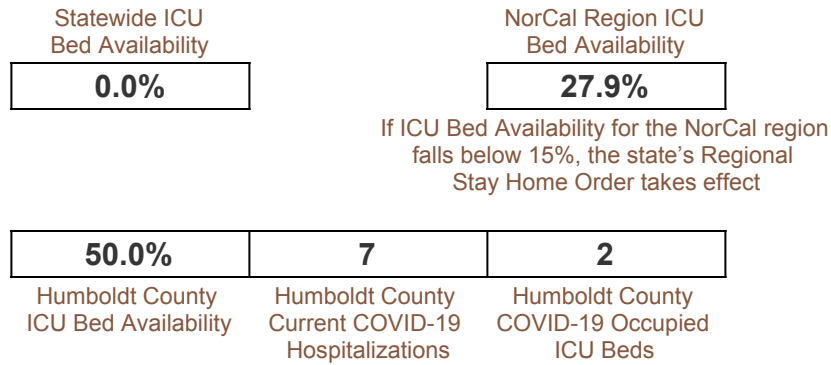 Statewide ICU
Bed Availability
0.0%
NorCal Region ICU
Bed Availability
27.9%
If ICU Bed Availability for the NorCal region
falls below 15%, the state's Regional
Stay Home Order takes effect
50.0%
7
2
Humboldt County
ICU Bed Availability
Humboldt County
Current COVID-19
Hospitalizations
Humboldt County
COVID-19 Occupied
ICU Beds